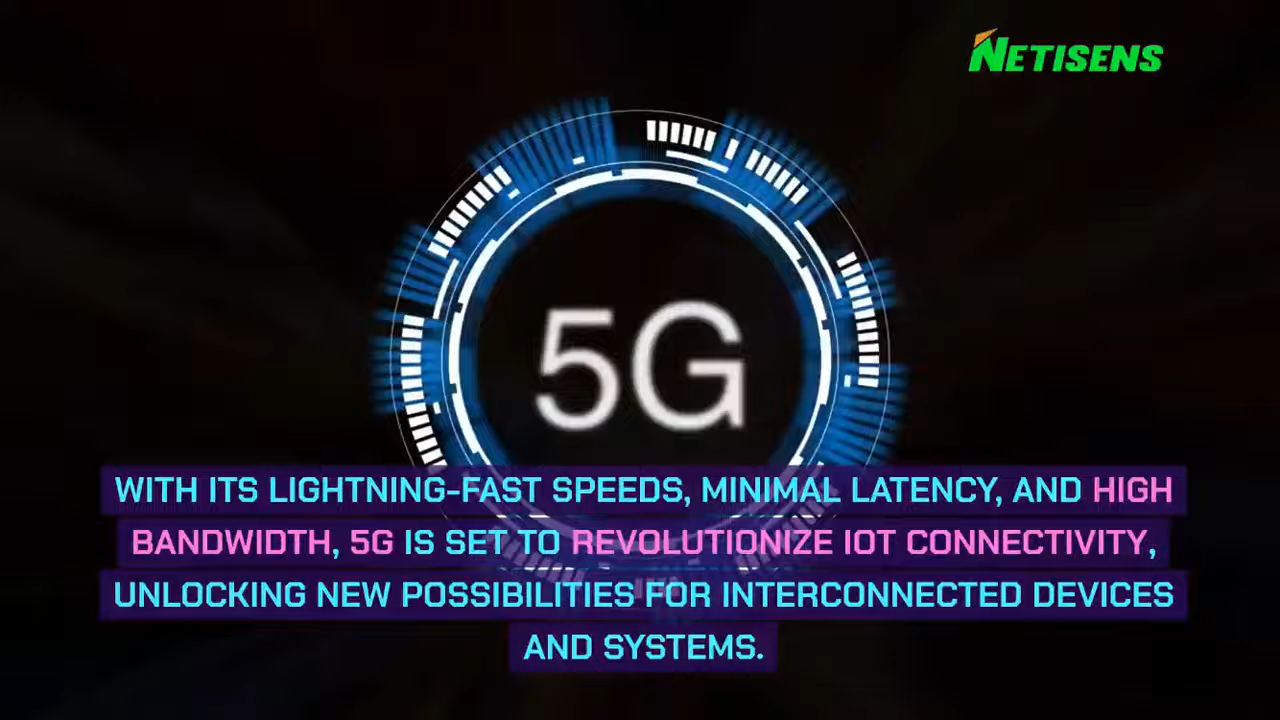 NETISENS
5G
WITH ITS LIGHTNING-FAST SPEEDS, MINIMAL LATENCY, AND HIGH
BANDWIDTH, 5G IS SET TO REVOLUTIONIZE IOT CONNECTIVITY,
UNLOCKING NEW POSSIBILITIES FOR INTERCONNECTED DEVICES
AND SYSTEMS.